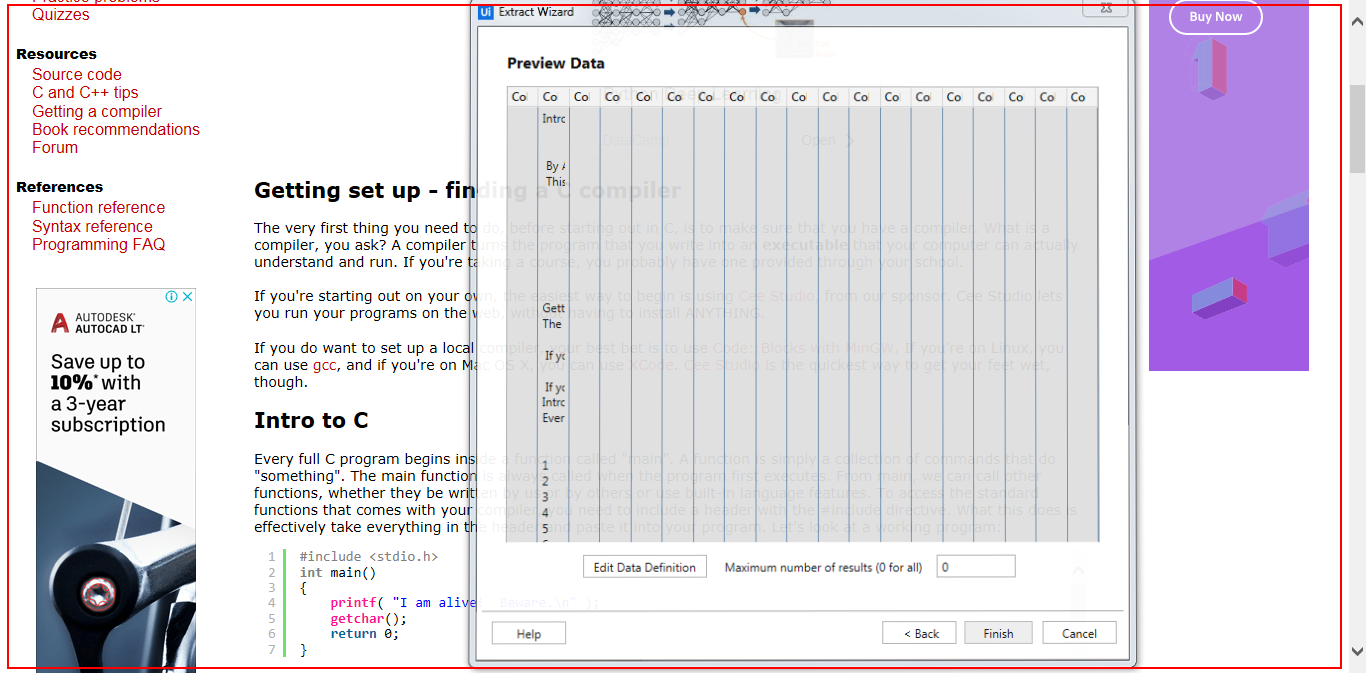 Quizzes
Resources
Source code
C and C++ tips
Getting a compiler
Book recommendations
Forum
References
Function reference
Syntax reference
Programming FAQ
AUTODESK
AUTOCAD LT
Save up to
10%* with
a 3-year
subscription
Getting set up - finding a C compiler
The very first thing you need to do, before starting out in C, is to make sure that you have a compiler. What is a
compiler, you ask? A compiler turns the program that you write into an executable that your computer can actually
understand and run. If you're taking a course, you probably have one provided through your school.
If you're starting out on your own, the easiest way to begin is using Cee Studio, from our sponsor. Cee Studio lets
you run your programs on the web, without having to install ANYTHING.
If you do want to set up a local compiler, your best bet is to use Code::Blocks with MinGW. If you're on Linux, you
can use gcc, and if you're on Mac OS X, you can use XCode. Cee Studio is the quickest way to get your feet wet,
though.
Intro to C
Every full C program begins inside a function called "main". A function is simply a collection of commands that do
"something". The main function is always called when the program first executes. From main, we can call other
functions, whether they be written by us or by others or use built-in language features. To access the standard
functions that comes with your compiler, you need to include a header with the #include directive. What this does is
effectively take everything in the header and paste it into your program. Let's look at a working program:
1 #include <stdio.h>
2 int main()
3 {
4 printf( "I am alive! Beware.\n" );
5 getchar();
6 return 0;
7 }
Ui Extract Wizard
Preview Data
Co Co Co Co Co Co Co Co Co Co Co Co Co Co Co Co Co Co Co
DataCamp
Open
Intro
By A
This
Gett
The
If yo
If yo
Intro
Ever
1
2
3
4
5
Edit Data Definition Maximum number of results (0 for all) 0
Help < Back Finish Cancel
Buy Now